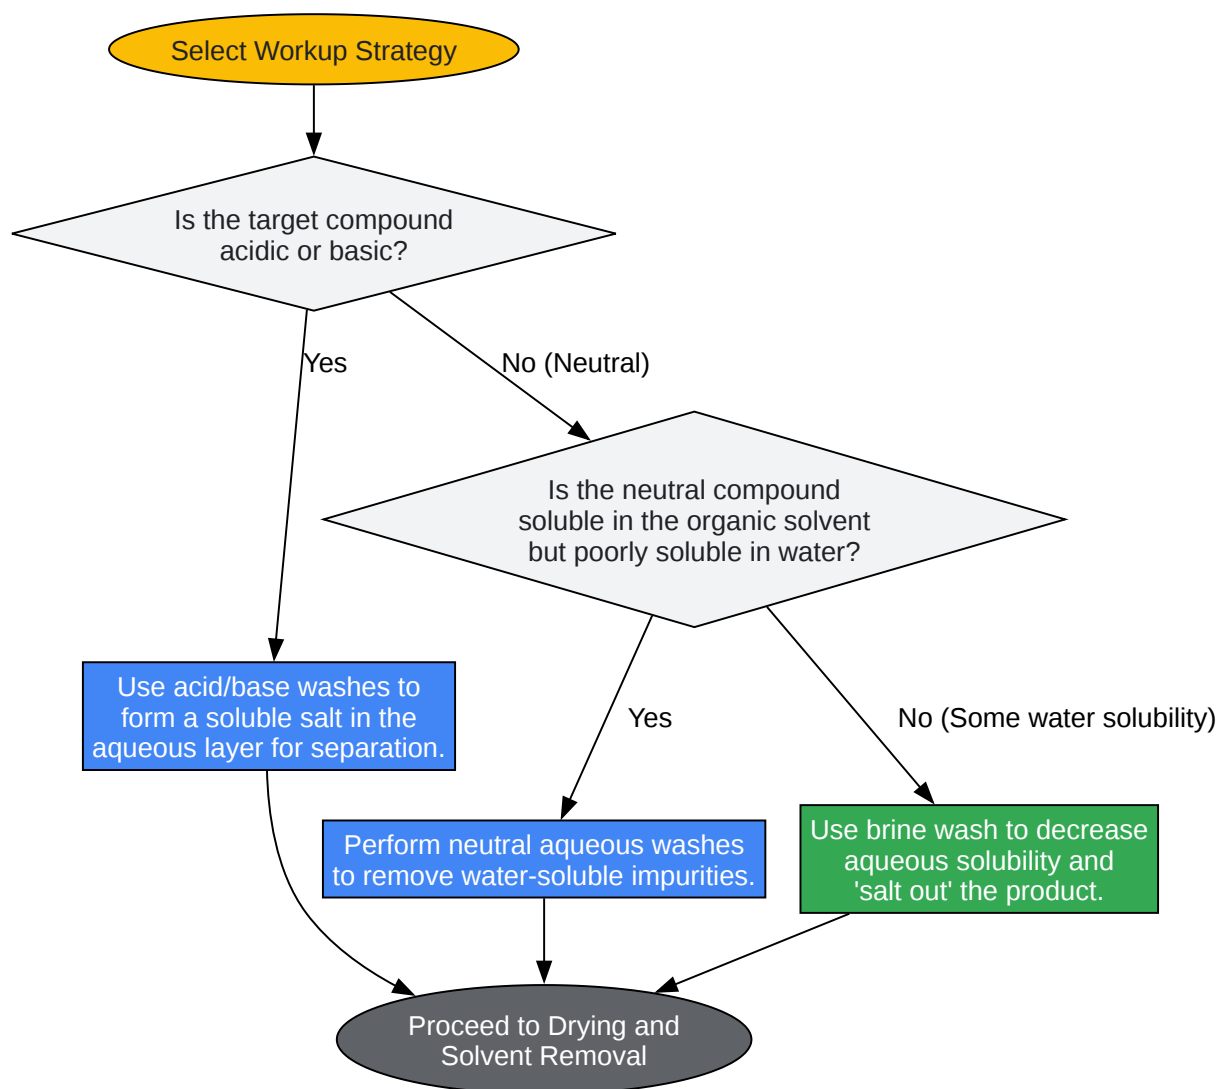 Select Workup Strategy
Is the target compound
acidic or basic?
Yes
No (Neutral)
Is the neutral compound
soluble in the organic solvent
but poorly soluble in water?
Use acid/base washes to
form a soluble salt in the
aqueous layer for separation.
Yes
No (Some water solubility)
Perform neutral aqueous washes
to remove water-soluble impurities.
Use brine wash to decrease
aqueous solubility and
'salt out' the product.
Proceed to Drying and
Solvent Removal